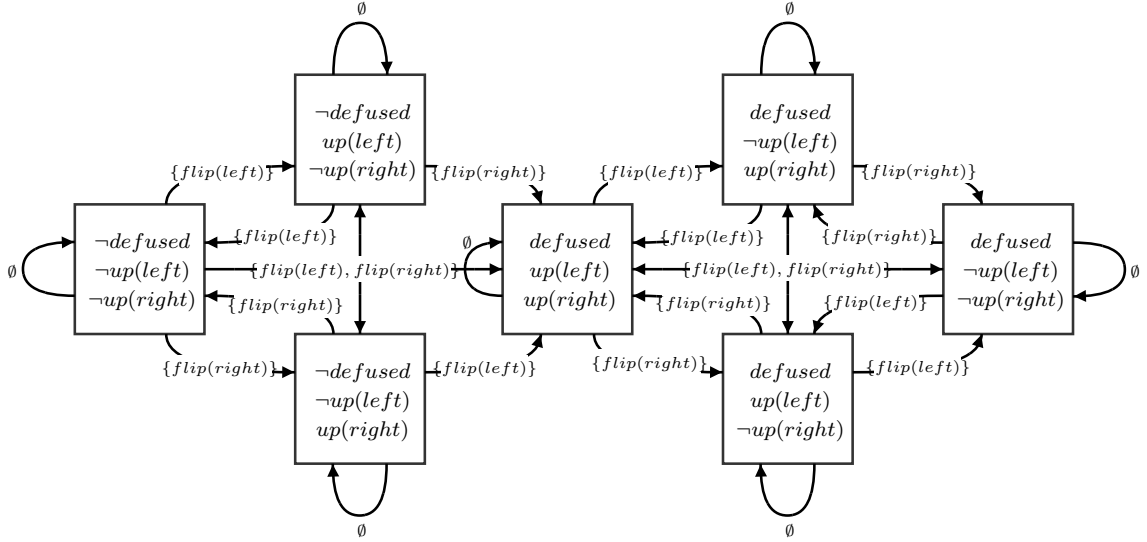 ∅
∅
¬defused
up(left)
¬up(right)
defused
¬up(left)
up(right)
{flip(left)}
{flip(right)}
{flip(left)}
{flip(right)}
¬defused
¬up(left)
¬up(right)
{flip(left)}
∅
defused
up(left)
up(right)
{flip(left)}
{flip(right)}
defused
¬up(left)
¬up(right)
∅
{flip(left), flip(right)}
{flip(left), flip(right)}
∅
{flip(right)}
{flip(right)}
{flip(left)}
{flip(right)}
{flip(left)}
{flip(right)}
{flip(left)}
¬defused
¬up(left)
up(right)
defused
up(left)
¬up(right)
∅
∅